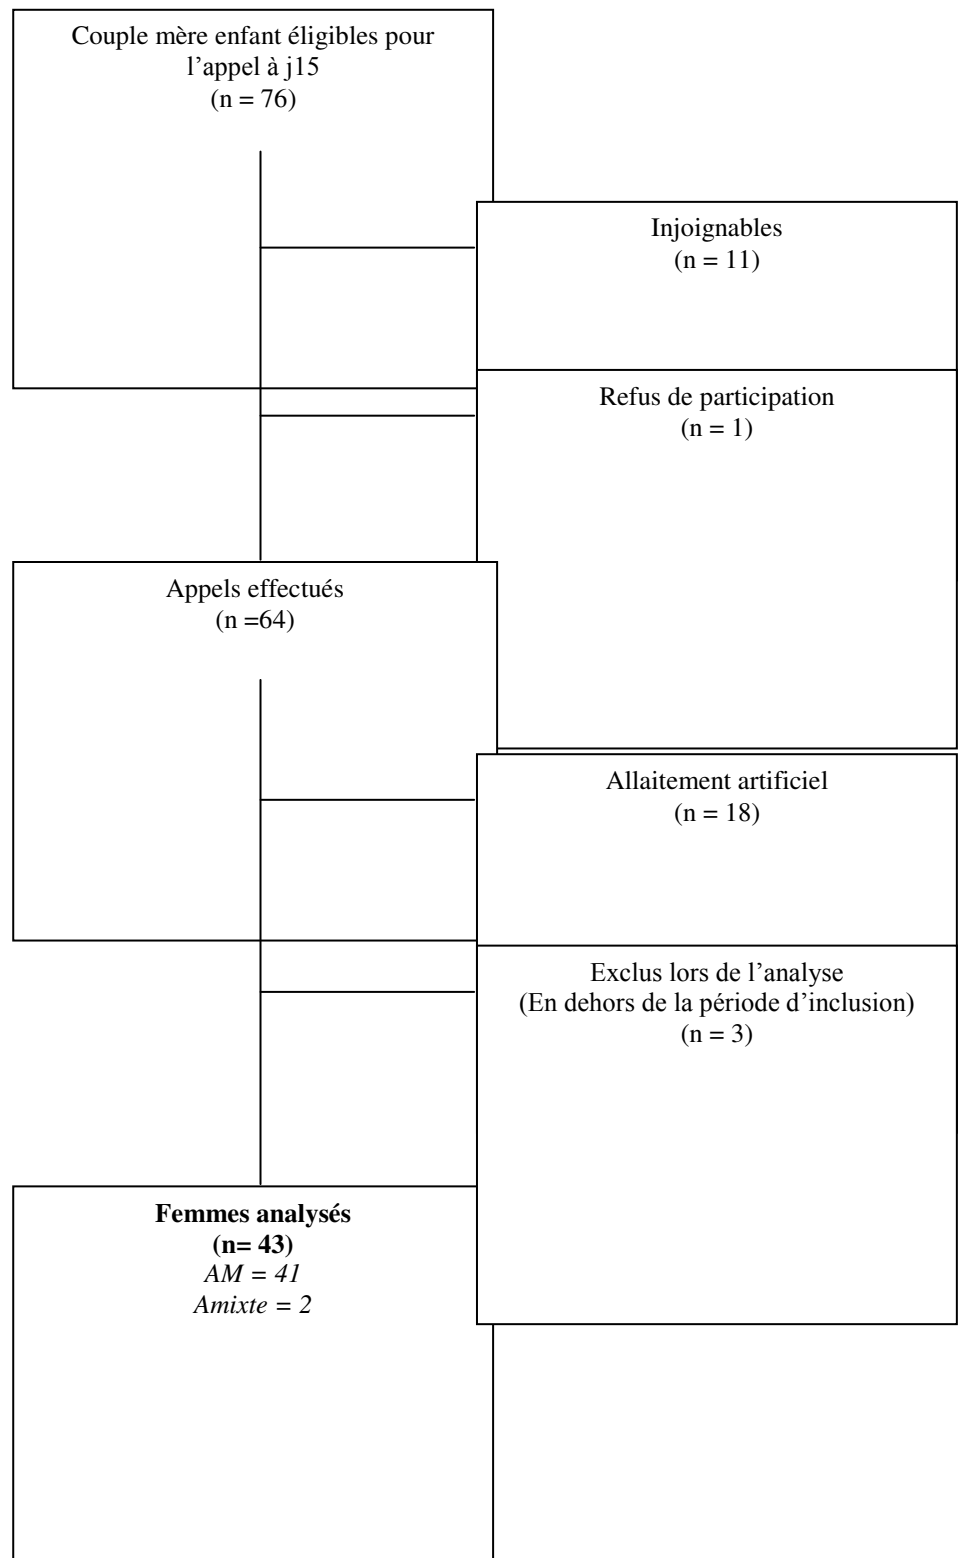 Couple mère enfant éligibles pour
l'appel à j15
(n = 76)
Injoignables
(n = 11)
Refus de participation
(n = 1)
Appels effectués
(n =64)
Allaitement artificiel
(n = 18)
Exclus lors de l'analyse
(En dehors de la période d'inclusion)
(n = 3)
Femmes analysés
(n= 43)
AM = 41
Amixte = 2